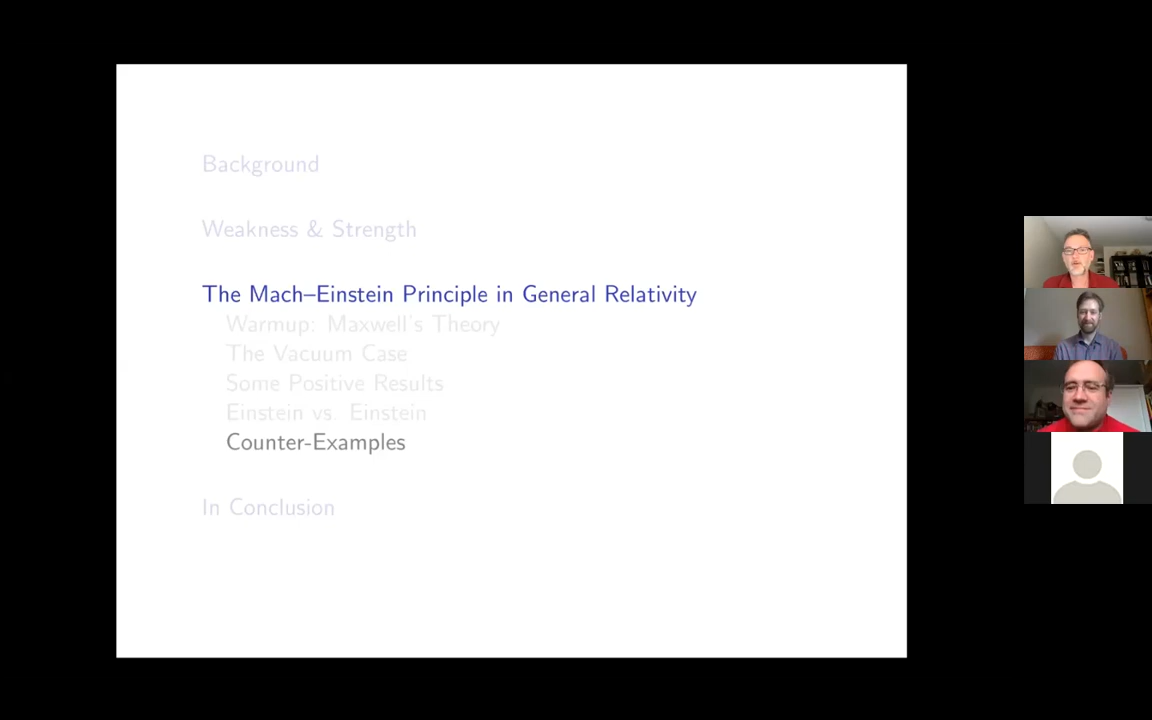 Background
Weakness & Strength
The Mach–Einstein Principle in General Relativity
Warmup: Maxwell's Theory
The Vacuum Case
Some Positive Results
Einstein vs. Einstein
Counter-Examples
In Conclusion